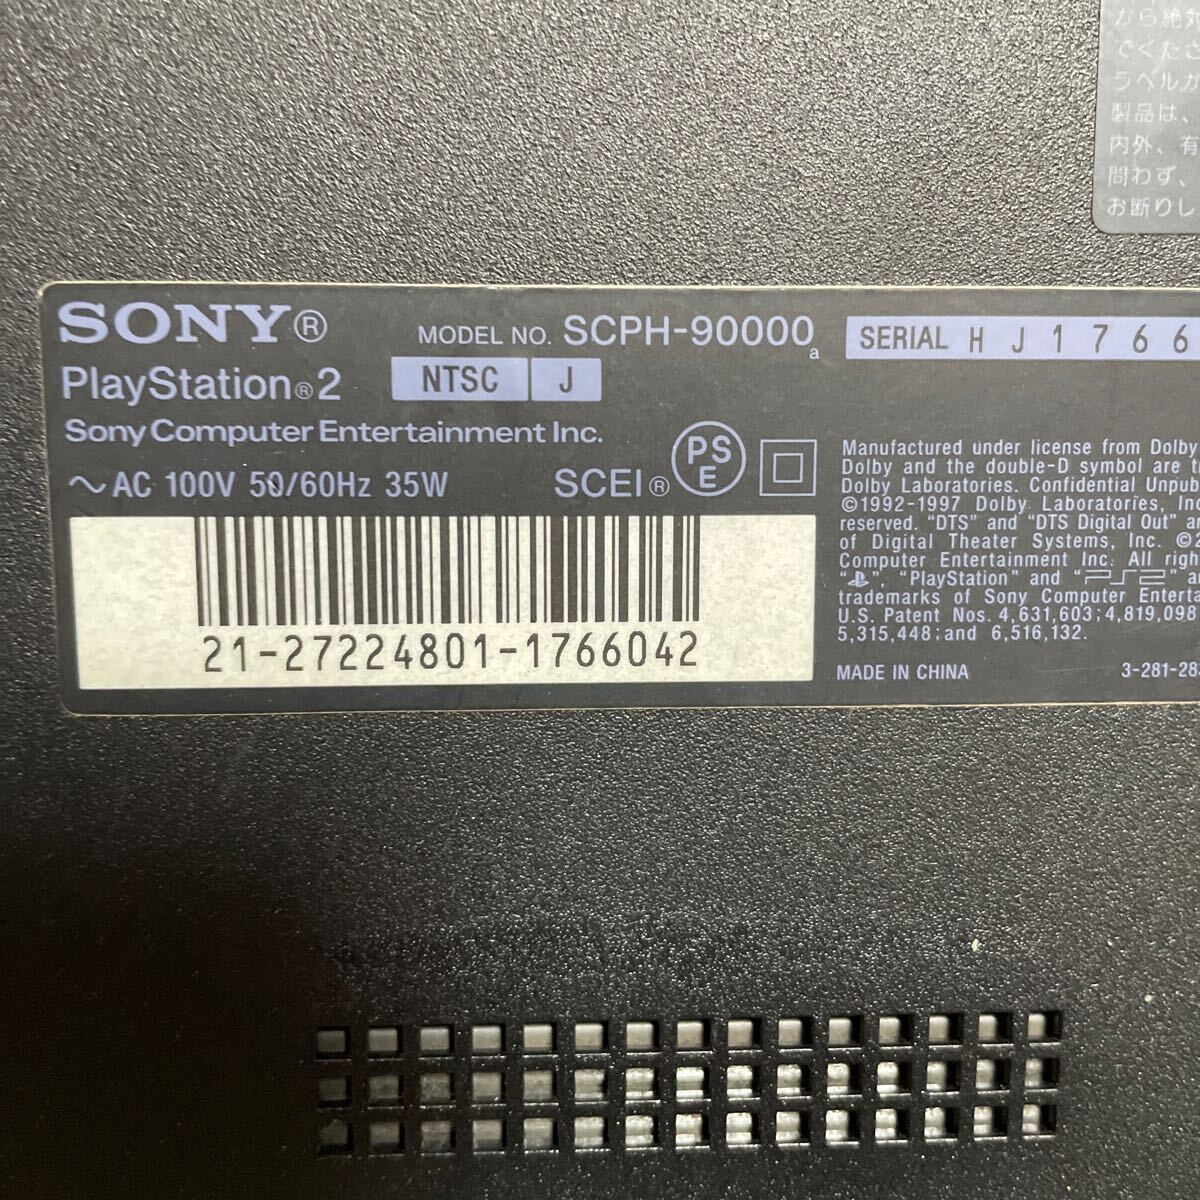 から絶対
でくださ
ラベルが
製品は、
内外、有
問わず、
お断りし
SONY®
MODEL NO. SCPH-90000 a
SERIAL H J 1 7 6 6
PlayStation®2
NTSC J
Sony Computer Entertainment Inc.
~ AC 100V 50/60Hz 35W
SCEI®
PS
E
21-27224801-1766042
Manufactured under license from Dolby
Dolby and the double-D symbol are
Dolby Laboratories. Confidential Unpub
©1992-1997 Dolby Laboratories, Inc
reserved. "DTS" and "DTS Digital Out" a
of Digital Theater Systems, Inc. ©2
Computer Entertainment Inc. All righ
"PlayStation" and "PS2" a
trademarks of Sony Computer Enterta
U.S. Patent Nos. 4,631,603;4,819,098
5,315,448;and 6,516,132.
MADE IN CHINA
3-281-28